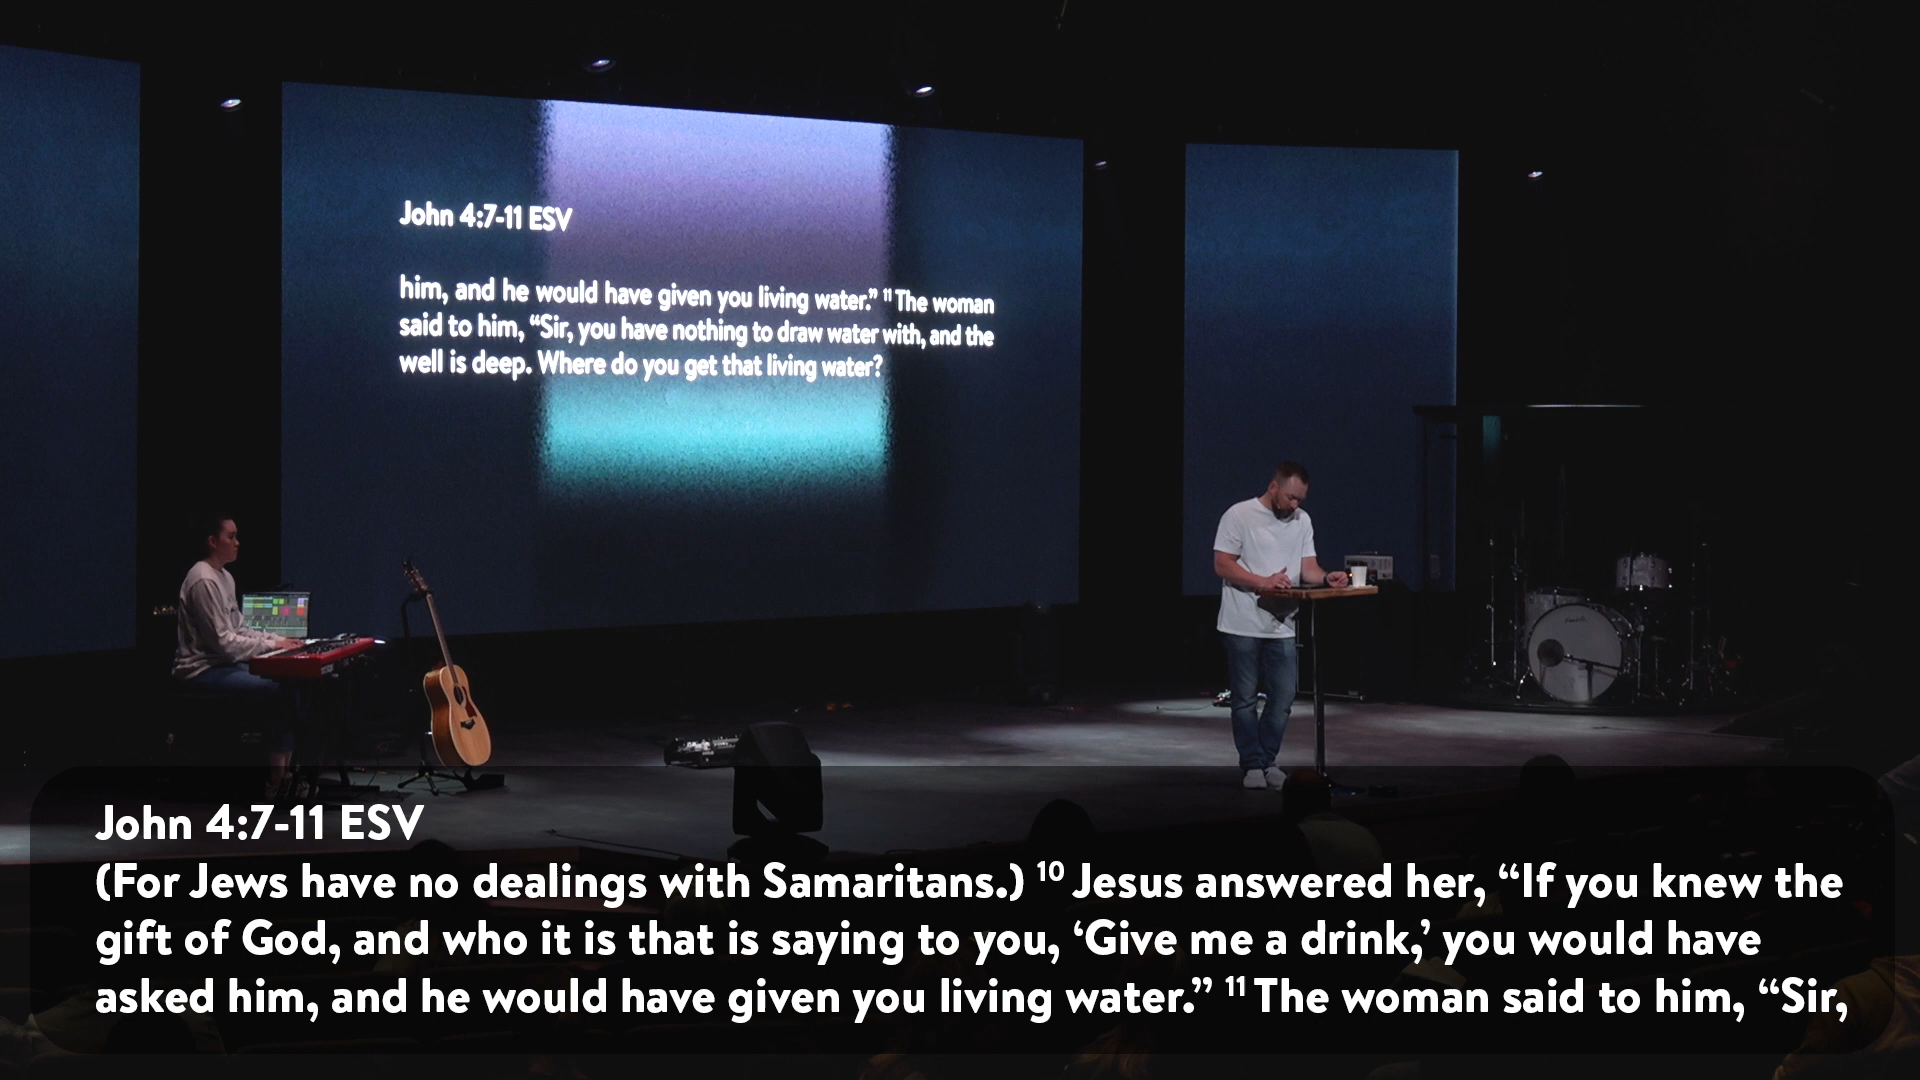 John 4:7-11 ESV
him, and he would have given you living water.” 11 The woman
said to him, “Sir, you have nothing to draw water with, and the
well is deep. Where do you get that living water?
John 4:7-11 ESV
(For Jews have no dealings with Samaritans.) 10 Jesus answered her, “If you knew the
gift of God, and who it is that is saying to you, ‘Give me a drink,’ you would have
asked him, and he would have given you living water.” 11 The woman said to him, “Sir,